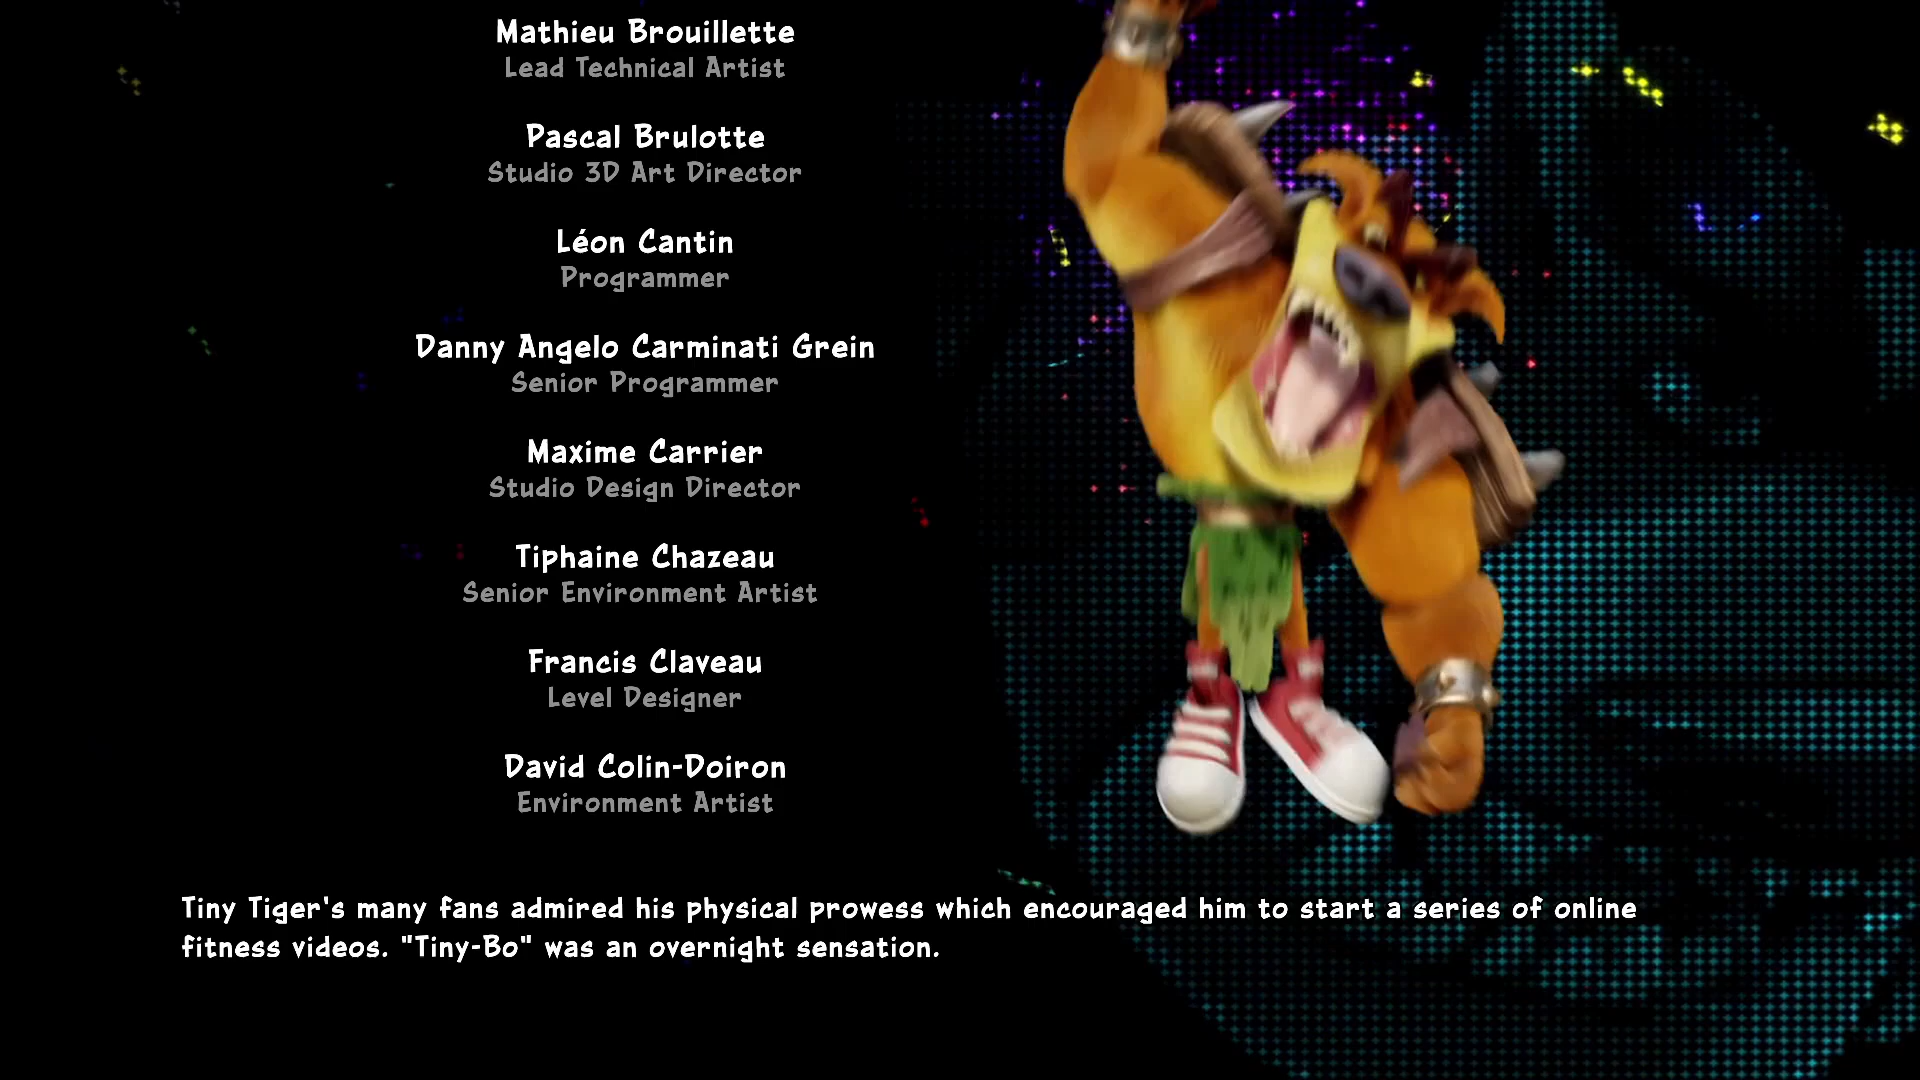 Mathieu Brouillette
Lead Technical Artist
Pascal Brulotte
Studio 3D Art Director
Léon Cantin
Programmer
Danny Angelo Carminati Grein
Senior Programmer
Maxime Carrier
Studio Design Director
Tiphaine Chazeau
Senior Environment Artist
Francis Claveau
Level Designer
David Colin-Doiron
Environment Artist
Tiny Tiger's many fans admired his physical prowess which encouraged him to start a series of online
fitness videos. "Tiny-Bo" was an overnight sensation.